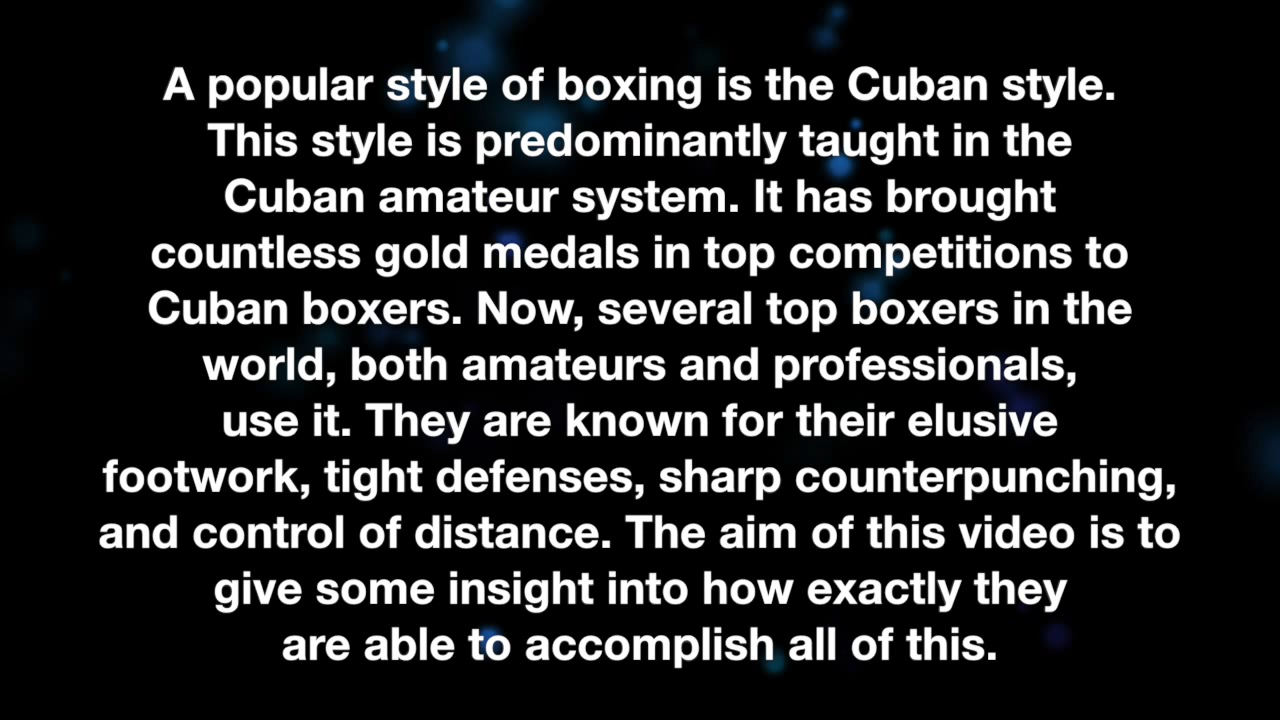 A popular style of boxing is the Cuban style.
This style is predominantly taught in the
Cuban amateur system. It has brought
countless gold medals in top competitions to
Cuban boxers. Now, several top boxers in the
world, both amateurs and professionals,
use it. They are known for their elusive
footwork, tight defenses, sharp counterpunching,
and control of distance. The aim of this video is to
give some insight into how exactly they
are able to accomplish all of this.